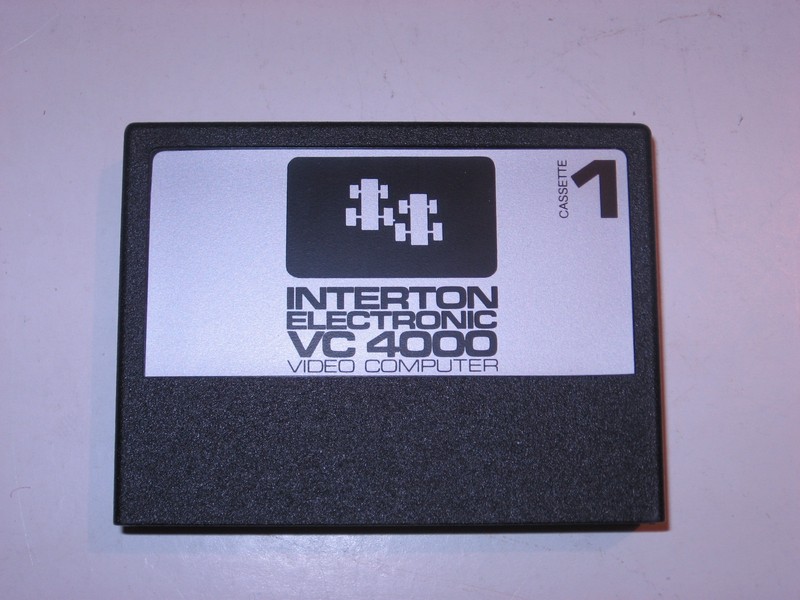 CASSETTE 1
INTERTON
ELECTRONIC
VC 4000
VIDEO COMPUTER